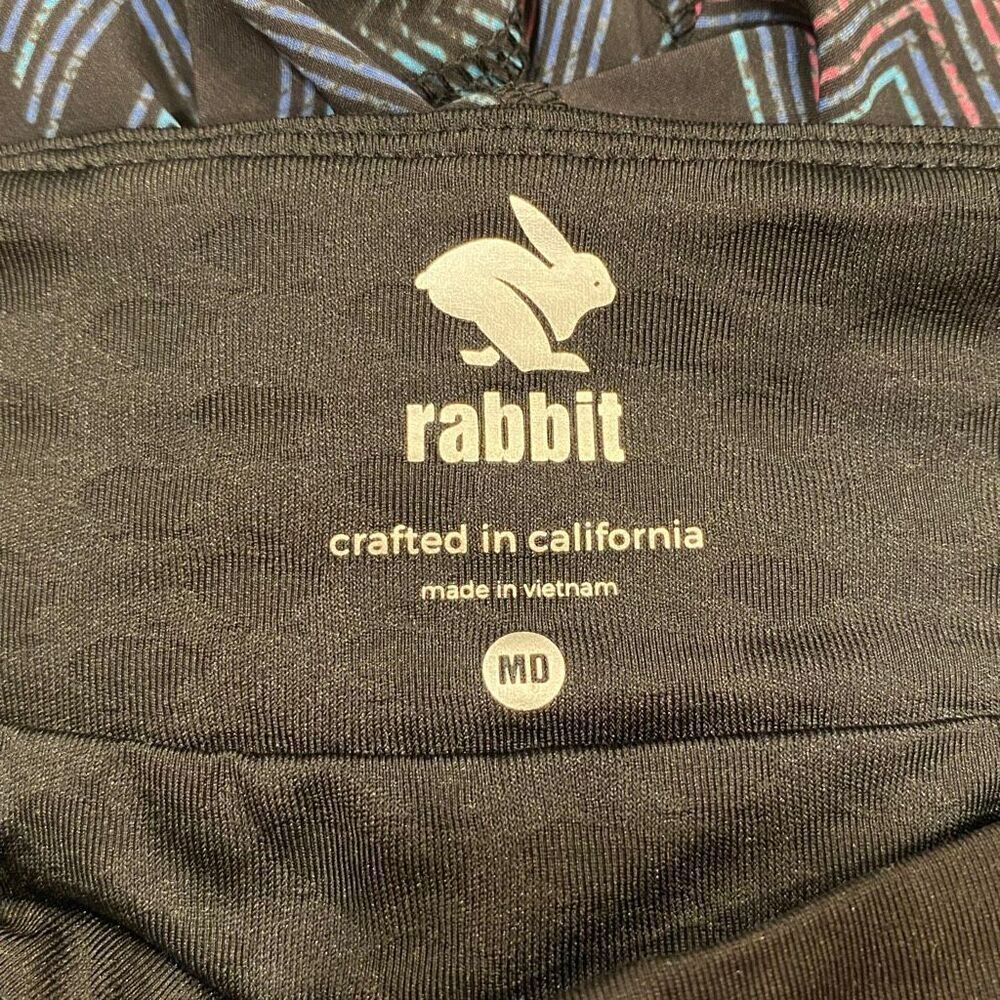 rabbit
crafted in california
made in vietnam
MD